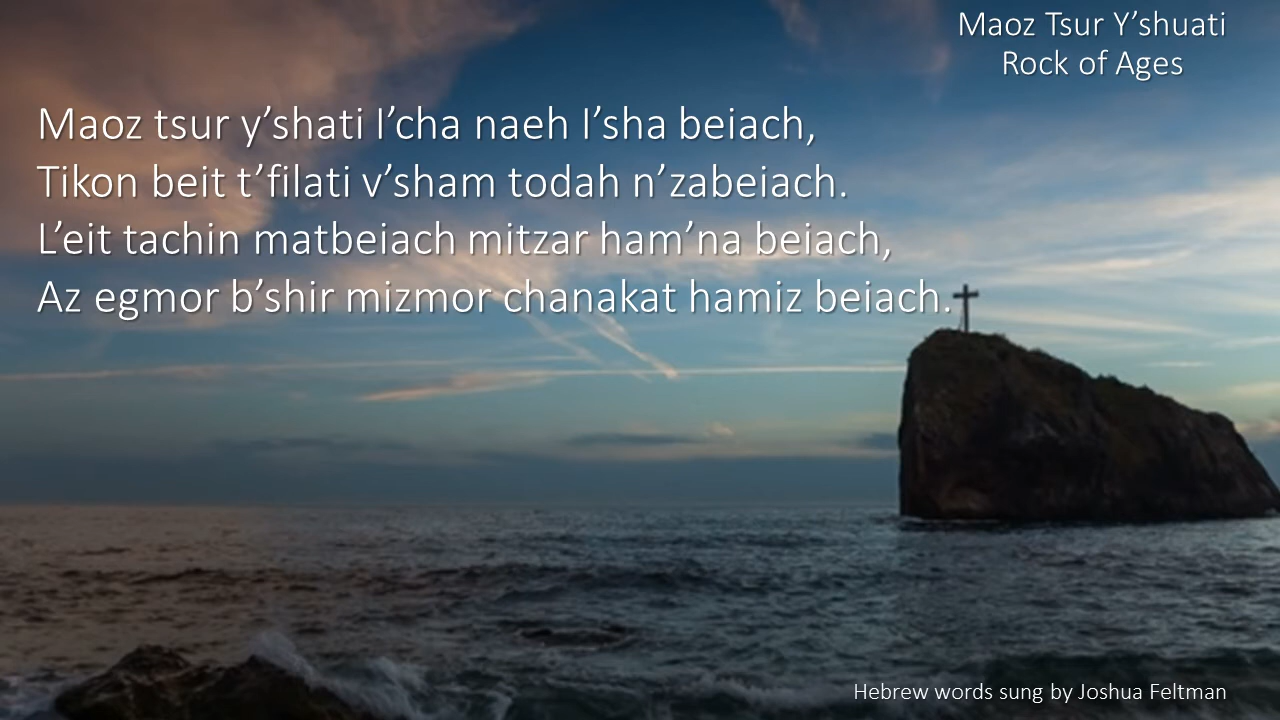 Maoz Tsur Y’shuati
Rock of Ages
Maoz tsur y’shati l’cha naeh l’sha beiach,
Tikon beit t’filati v’sham todah n’zabeiach.
L’eit tachin matbeiach mitzar ham’na beiach,
Az egmor b’shir mizmor chanakat hamiz beiach.
Hebrew words sung by Joshua Feltman